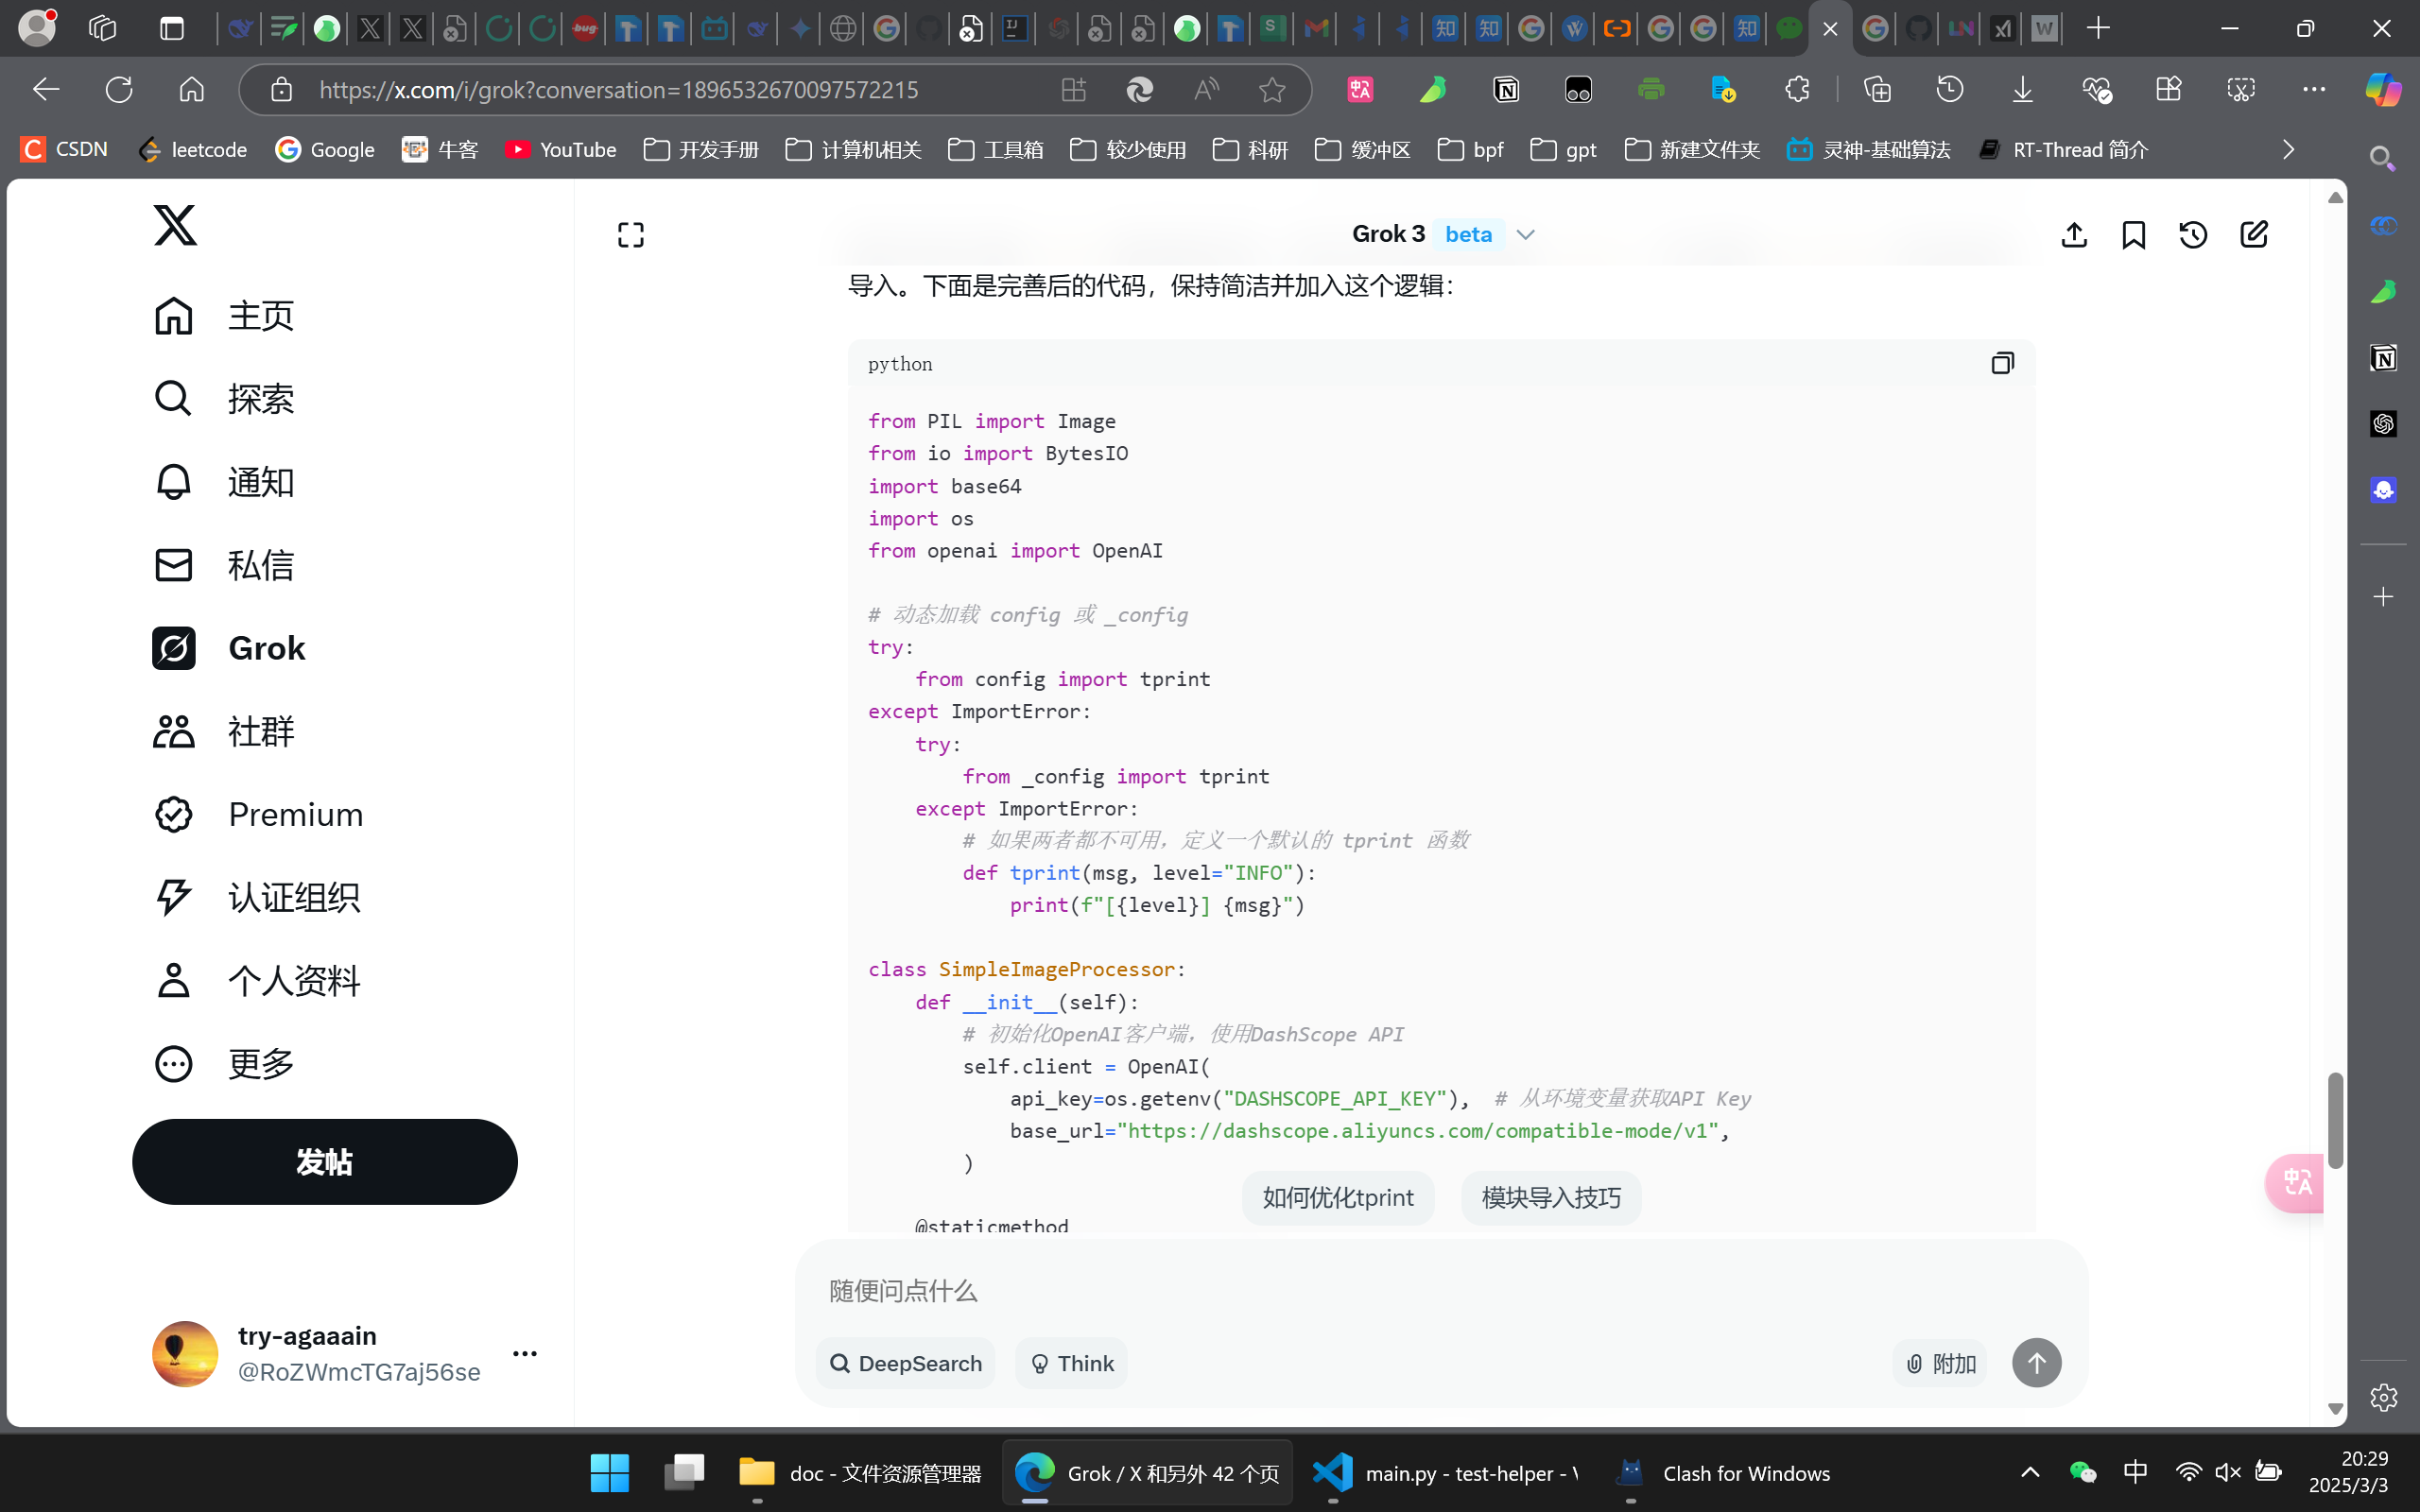 https://x.com/i/grok?conversation=1896532670097572215
CSDN
leetcode
Google
牛客
YouTube
开发手册
计算机相关
工具箱
较少使用
科研
缓冲区
bpf
gpt
新建文件夹
灵神-基础算法
RT-Thread 简介
主页
探索
通知
私信
Grok
社群
Premium
认证组织
个人资料
更多
发帖
try-agaaain
@RoZWmcTG7aj56se
Grok 3 beta
导入。下面是完善后的代码，保持简洁并加入这个逻辑：
python
from PIL import Image
from io import BytesIO
import base64
import os
from openai import OpenAI
# 动态加载 config 或 _config
try:
    from config import tprint
except ImportError:
    try:
        from _config import tprint
    except ImportError:
        # 如果两者都不可用，定义一个默认的 tprint 函数
        def tprint(msg, level="INFO"):
            print(f"[{level}] {msg}")
class SimpleImageProcessor:
    def __init__(self):
        # 初始化OpenAI客户端，使用DashScope API
        self.client = OpenAI(
            api_key=os.getenv("DASHSCOPE_API_KEY"),  # 从环境变量获取API Key
            base_url="https://dashscope.aliyuncs.com/compatible-mode/v1",
        )
    @staticmethod
如何优化tprint
模块导入技巧
随便问点什么
DeepSearch
Think
附加
doc - 文件资源管理器
Grok / X 和另外 42 个页
main.py - test-helper - V
Clash for Windows
中
20:29
2025/3/3